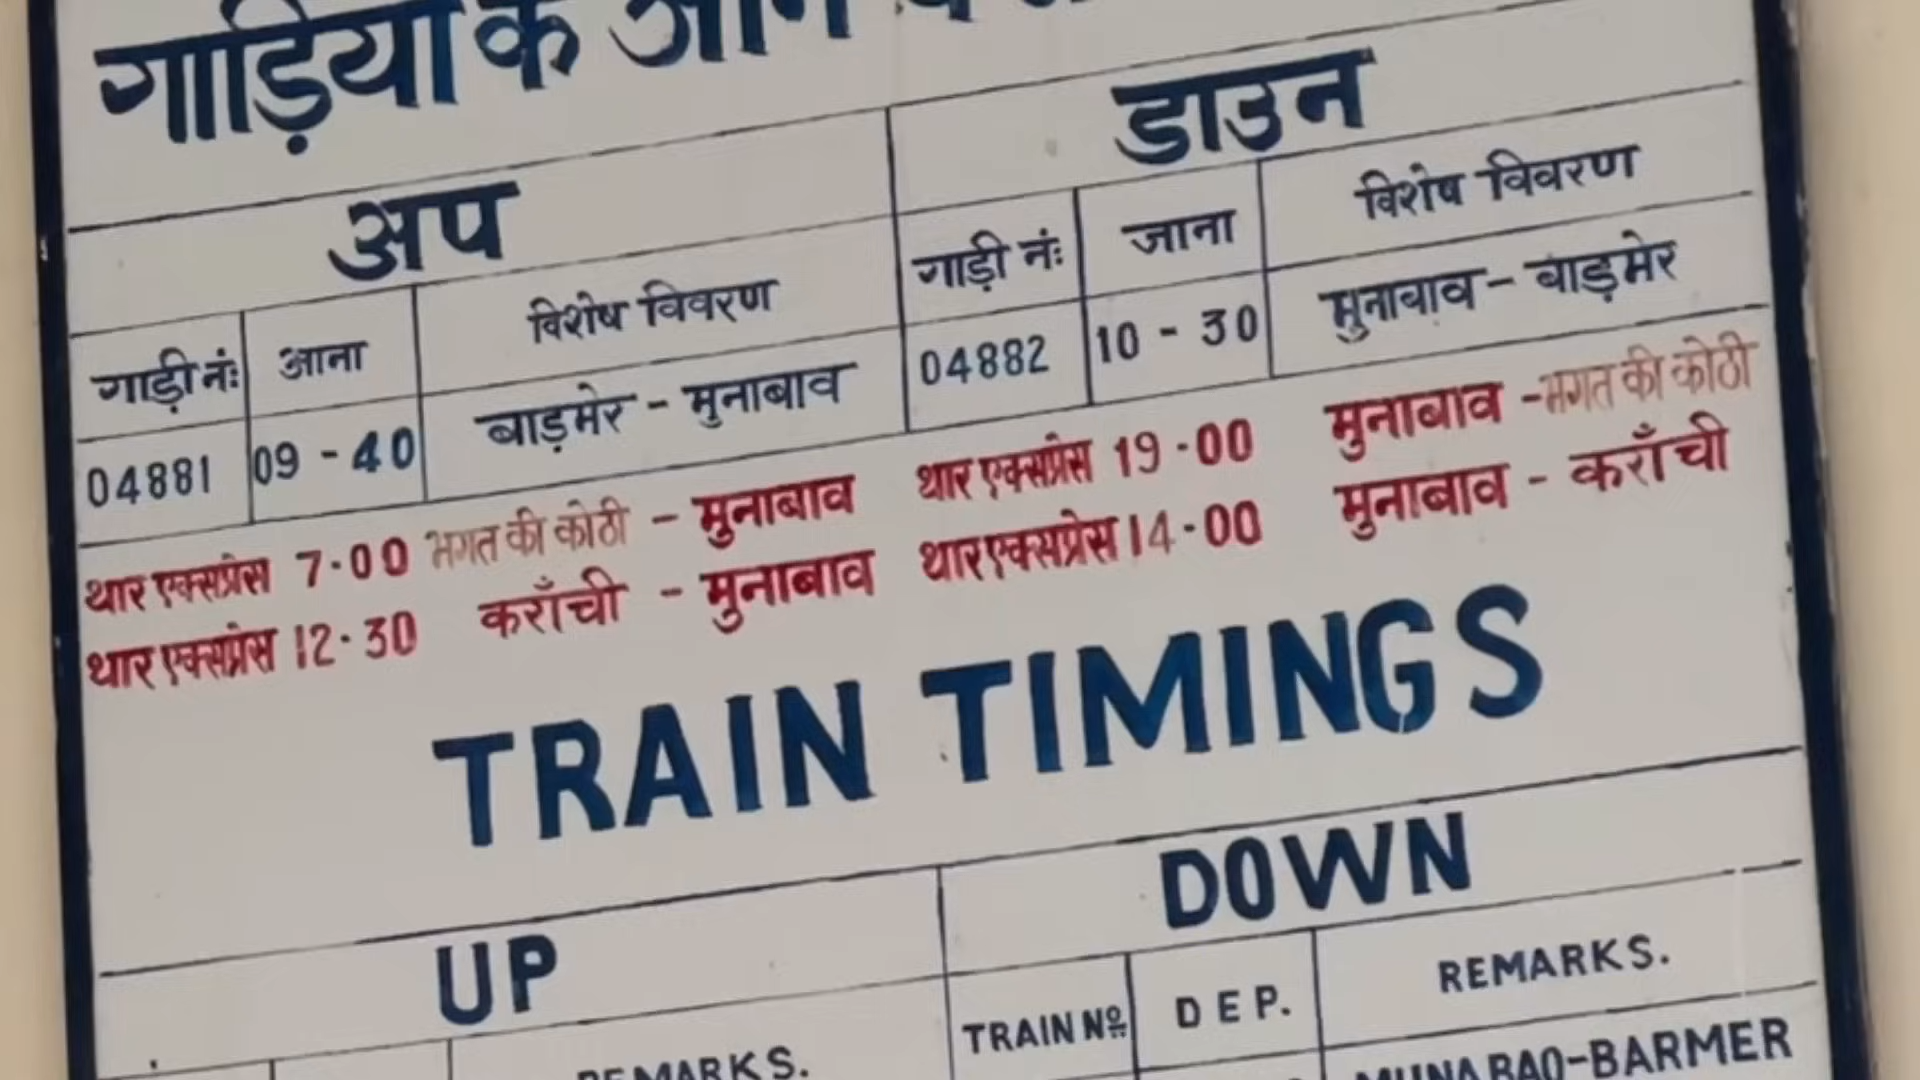 गाड़ियों के
अप
डाउन
गाड़ी नं:
आना
विशेष विवरण
गाड़ी नं:
जाना
विशेष विवरण
04881
09 - 40
बाड़मेर - मुनाबाव
04882
10 - 30
मुनाबाव - बाड़मेर
थार एक्सप्रेस 7·00 भगत की कोठी - मुनाबाव
थार एक्सप्रेस 19·00 मुनाबाव - भगत की कोठी
थार एक्सप्रेस 12·30 कराँची - मुनाबाव
थार एक्सप्रेस 14·00 मुनाबाव - कराँची
TRAIN TIMINGS
UP
DOWN
REMARKS.
TRAIN No.
DEP.
REMARKS.
MUNABAO-BARMER